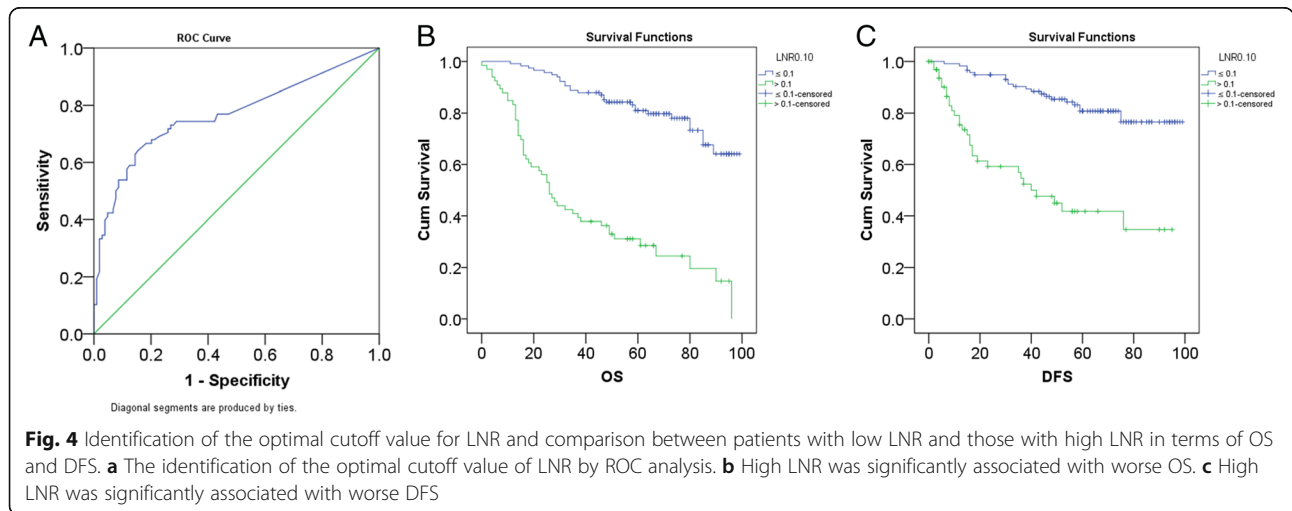 A
ROC Curve
1.0
0.8
0.6
0.4
0.2
0.0
Sensitivity
0.0 0.2 0.4 0.6 0.8 1.0
1 - Specificity
Diagonal segments are produced by ties.
B
Survival Functions
1.0
0.8
0.6
0.4
0.2
0.0
Cum Survival
0 20 40 60 80 100
OS
LNR0.10
≤ 0.1
> 0.1
≤ 0.1-censored
> 0.1-censored
C
Survival Functions
1.0
0.8
0.6
0.4
0.2
0.0
Cum Survival
0 20 40 60 80 100
DFS
LNR0.10
≤ 0.1
> 0.1
≤ 0.1-censored
> 0.1-censored
Fig. 4 Identification of the optimal cutoff value for LNR and comparison between patients with low LNR and those with high LNR in terms of OS
and DFS. a The identification of the optimal cutoff value of LNR by ROC analysis. b High LNR was significantly associated with worse OS. c High
LNR was significantly associated with worse DFS